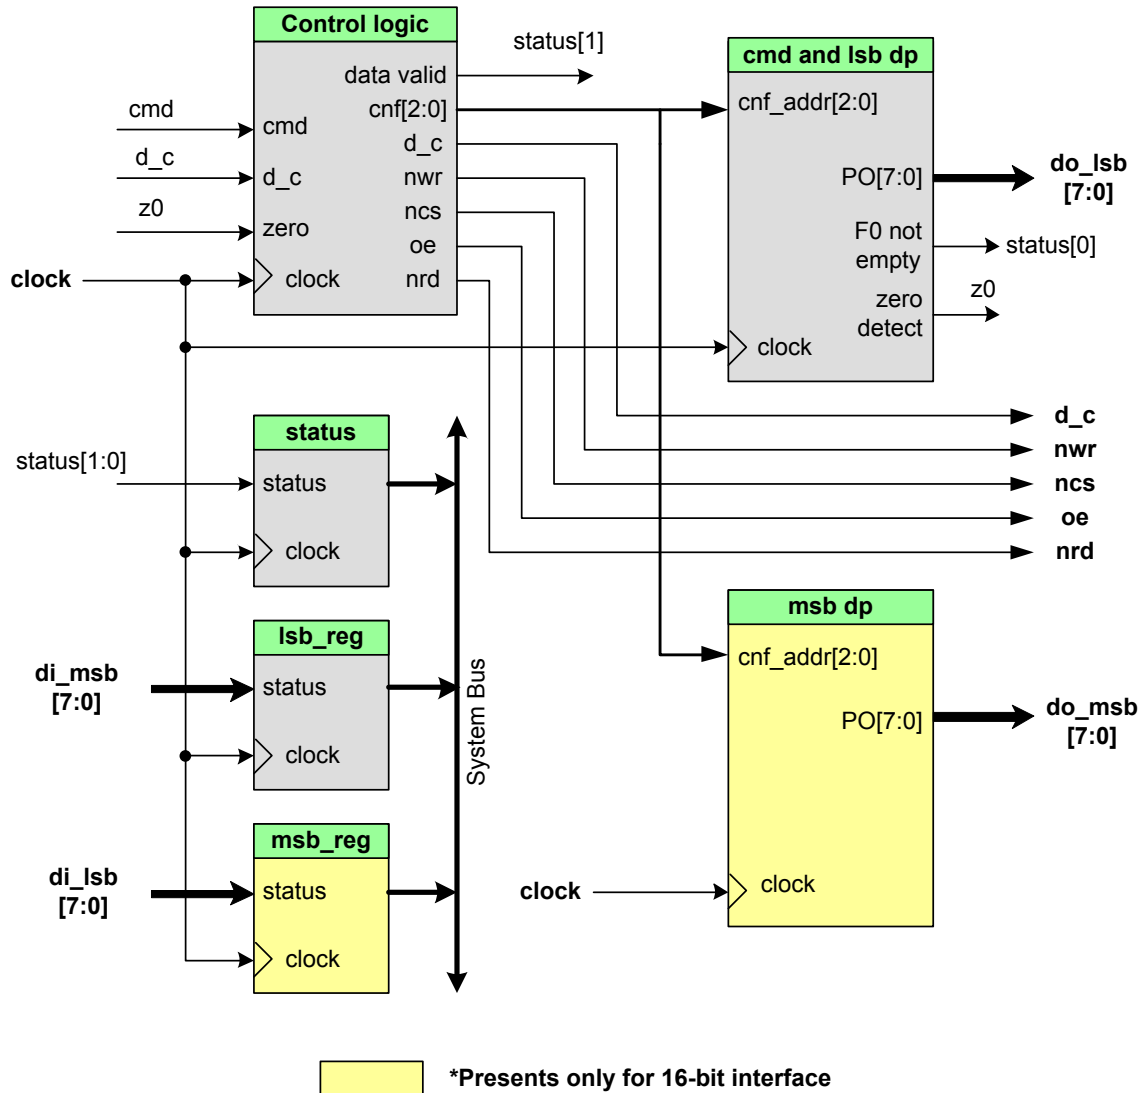 Control logic
data valid
cnf[2:0]
d_c
nwr
ncs
oe
nrd
cmd
d_c
zero
clock
cmd
d_c
z0
clock
status[1]
cmd and lsb dp
cnf_addr[2:0]
PO[7:0]
F0 not
empty
zero
detect
clock
do_lsb
[7:0]
status[0]
z0
d_c
nwr
ncs
oe
nrd
status
status
clock
status[1:0]
lsb_reg
status
clock
di_msb
[7:0]
msb_reg
status
clock
di_lsb
[7:0]
System Bus
msb dp
cnf_addr[2:0]
PO[7:0]
clock
do_msb
[7:0]
clock
*Presents only for 16-bit interface